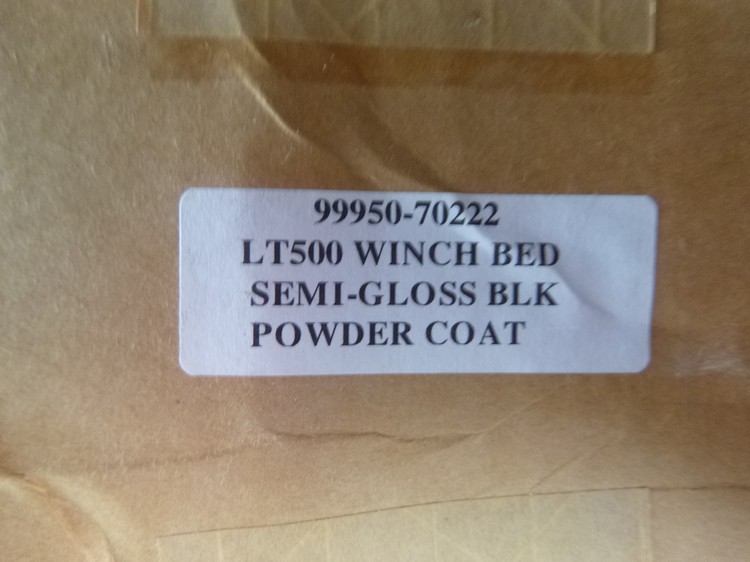 99950-70222
LT500 WINCH BED
SEMI-GLOSS BLK
POWDER COAT